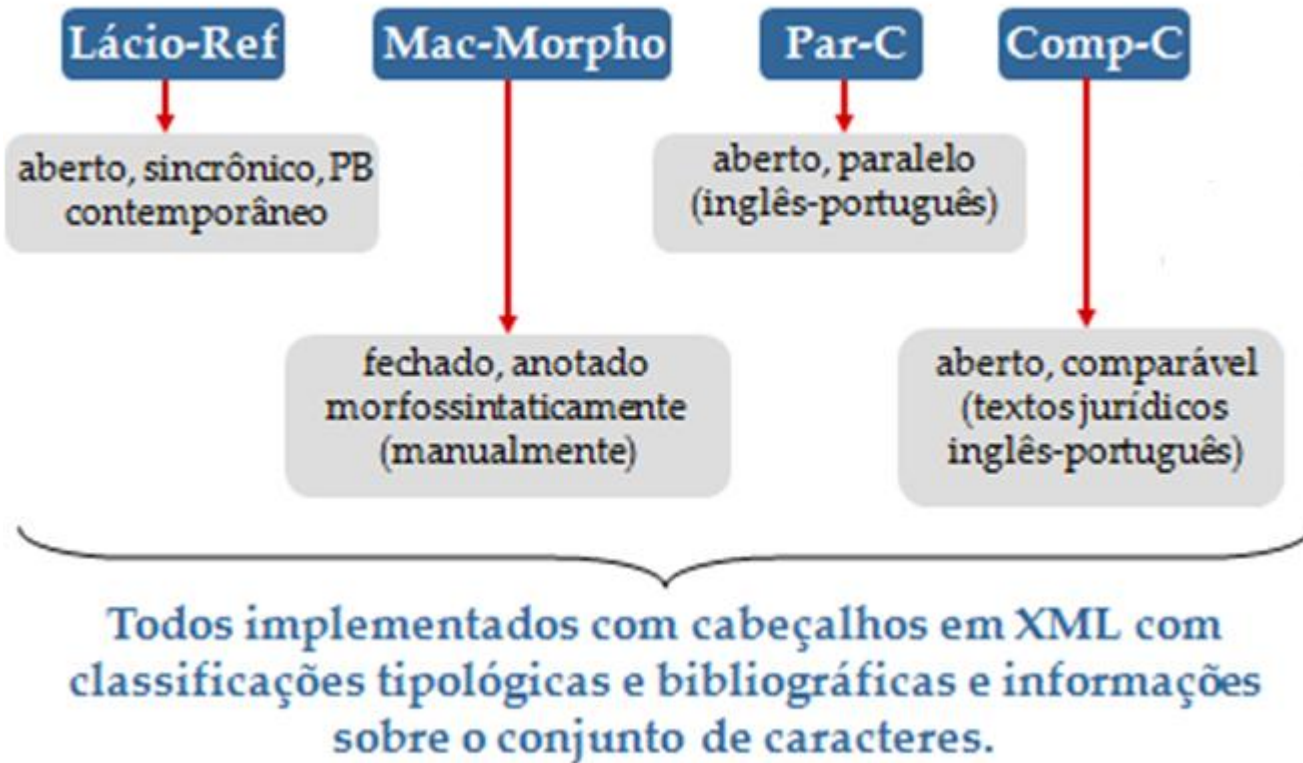 Lácio-Ref
Mac-Morpho
Par-C
Comp-C
aberto, sincrônico, PB
contemporâneo
aberto, paralelo
(inglês-português)
fechado, anotado
morfossintaticamente
(manualmente)
aberto, comparável
(textos jurídicos
inglês-português)
Todos implementados com cabeçalhos em XML com
classificações tipológicas e bibliográficas e informações
sobre o conjunto de caracteres.